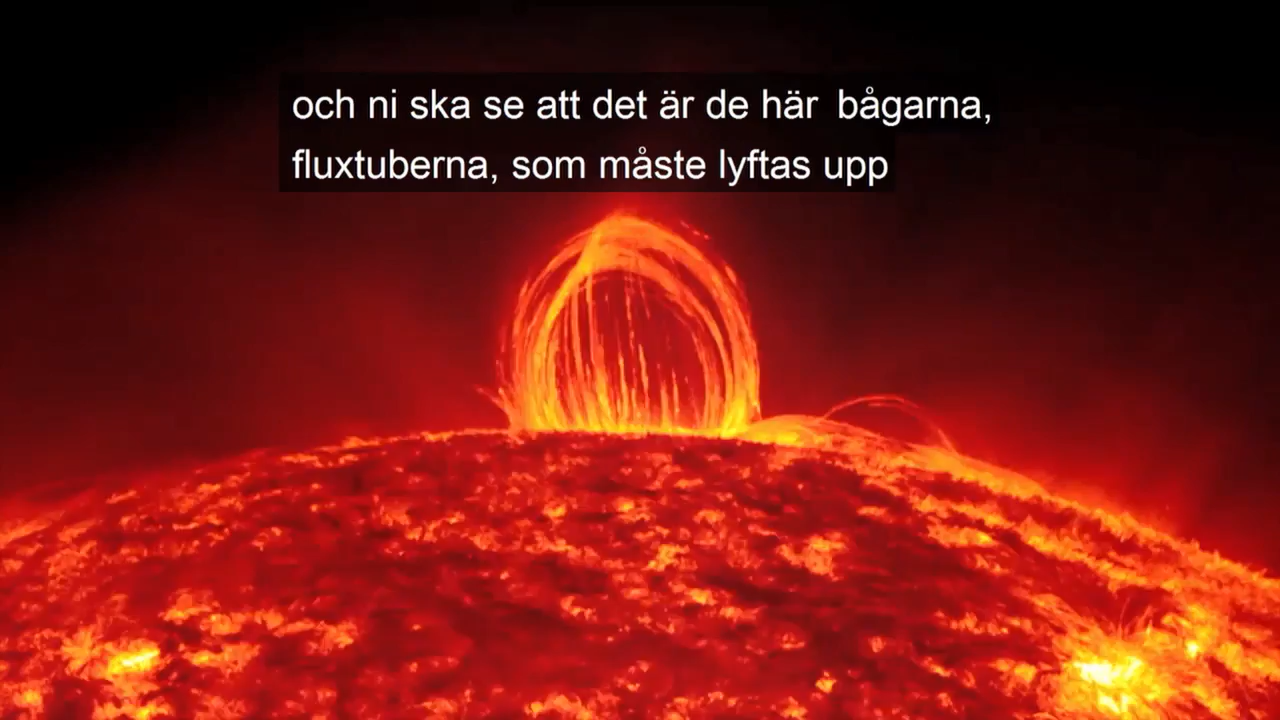 och ni ska se att det är de här bågarna,
fluxtuberna, som måste lyftas upp